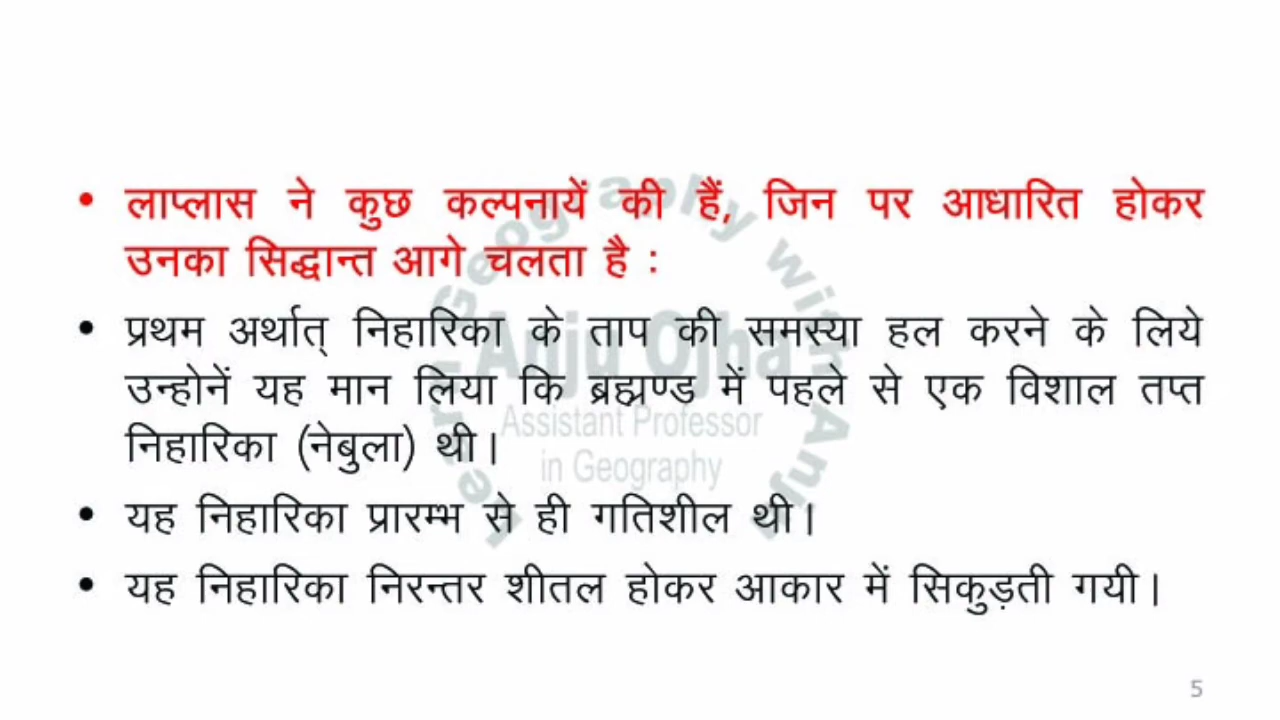 • लाप्लास ने कुछ कल्पनायें की हैं, जिन पर आधारित होकर
उनका सिद्धान्त आगे चलता है :
• प्रथम अर्थात् निहारिका के ताप की समस्या हल करने के लिये
उन्होनें यह मान लिया कि ब्रह्मण्ड में पहले से एक विशाल तप्त
निहारिका (नेबुला) थी।
• यह निहारिका प्रारम्भ से ही गतिशील थी।
• यह निहारिका निरन्तर शीतल होकर आकार में सिकुड़ती गयी।
Learn Geography with Anju
Anju Ojha
Assistant Professor
in Geography
5